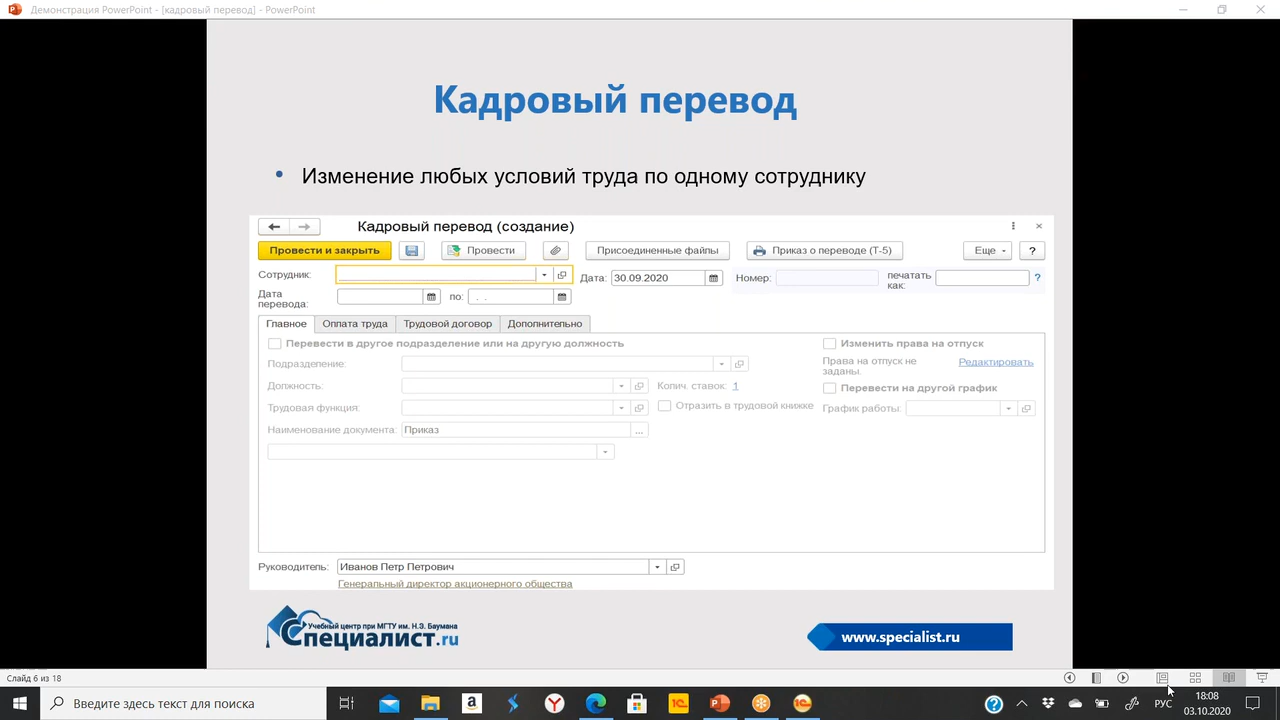 Демонстрация PowerPoint - [кадровый перевод] - PowerPoint
Кадровый перевод
• Изменение любых условий труда по одному сотруднику
Кадровый перевод (создание)
Провести и закрыть Провести Присоединенные файлы Приказ о переводе (Т-5) Еще ?
Сотрудник: Дата: 30.09.2020 Номер: печатать как: ?
Дата перевода: по: . .
Главное Оплата труда Трудовой договор Дополнительно
Перевести в другое подразделение или на другую должность Изменить права на отпуск
Подразделение: Права на отпуск не заданы. Редактировать
Должность: Колич. ставок: 1 Перевести на другой график
Трудовая функция: Отразить в трудовой книжке График работы:
Наименование документа: Приказ ...
Руководитель: Иванов Петр Петрович
Генеральный директор акционерного общества
Учебный центр при МГТУ им. Н.Э. Баумана
Специалист.ru
www.specialist.ru
Слайд 6 из 18
Введите здесь текст для поиска
РУС 18:08
03.10.2020